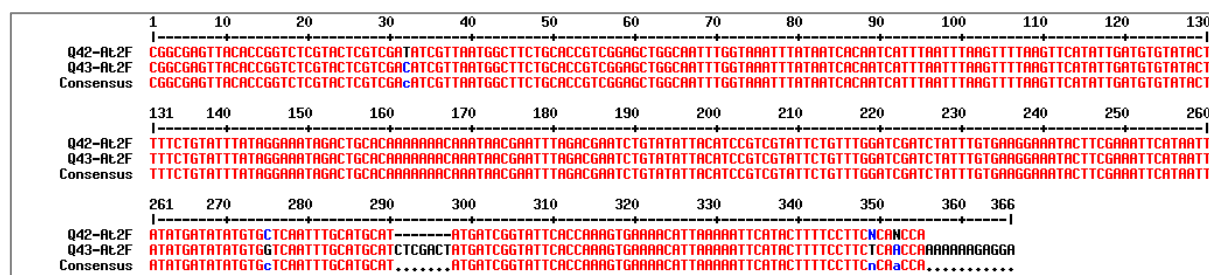 1 10 20 30 40 50 60 70 80 90 100 110 120 130
|--------+---------+---------+---------+---------+---------+---------+---------+---------+---------+---------+---------+---------|
Q42-At2F CGGCGAGTTACACCGGTCTCGTACTCGTCGATATCGTTAATGGCTTCTGCACCGTCGGAGCTGGCAATTTGGTAAATTTATAATCACAATCATTTAATTTAAGTTTTAAGTTCATATTGATGTGTATACT
Q43-At2F CGGCGAGTTACACCGGTCTCGTACTCGTCGACATCGTTAATGGCTTCTGCACCGTCGGAGCTGGCAATTTGGTAAATTTATAATCACAATCATTTAATTTAAGTTTTAAGTTCATATTGATGTGTATACT
Consensus CGGCGAGTTACACCGGTCTCGTACTCGTCGAcATCGTTAATGGCTTCTGCACCGTCGGAGCTGGCAATTTGGTAAATTTATAATCACAATCATTTAATTTAAGTTTTAAGTTCATATTGATGTGTATACT
131 140 150 160 170 180 190 200 210 220 230 240 250 260
|--------+---------+---------+---------+---------+---------+---------+---------+---------+---------+---------+---------+---------|
Q42-At2F TTTCTGTATTTATAGGAAATAGACTGCACAAAAAAACAAATAACGAATTTAGACGAATCTGTATATTACATCCGTCGTATTCTGTTTGGATCGATCTATTTGTGAAGGAAATACTTCGAAATTCATAATT
Q43-At2F TTTCTGTATTTATAGGAAATAGACTGCACAAAAAAACAAATAACGAATTTAGACGAATCTGTATATTACATCCGTCGTATTCTGTTTGGATCGATCTATTTGTGAAGGAAATACTTCGAAATTCATAATT
Consensus TTTCTGTATTTATAGGAAATAGACTGCACAAAAAAACAAATAACGAATTTAGACGAATCTGTATATTACATCCGTCGTATTCTGTTTGGATCGATCTATTTGTGAAGGAAATACTTCGAAATTCATAATT
261 270 280 290 300 310 320 330 340 350 360 366
|--------+---------+---------+---------+---------+---------+---------+---------+---------+---------+-----|
Q42-At2F ATATGATATATGTGCTCAATTTGCATGCAT-------ATGATCGGTATTCACCAAAGTGAAAACATTAAAAATTCATACTTTTCCTTCNCANCCA
Q43-At2F ATATGATATATGTGGTCAATTTGCATGCATCTCGACTATGATCGGTATTCACCAAAGTGAAAACATTAAAAATTCATACTTTTCCTTCTCAACCAAAAAAAGAGGA
Consensus ATATGATATATGTGcTCAATTTGCATGCAT.......ATGATCGGTATTCACCAAAGTGAAAACATTAAAAATTCATACTTTTCCTTCnCAaCCA...........